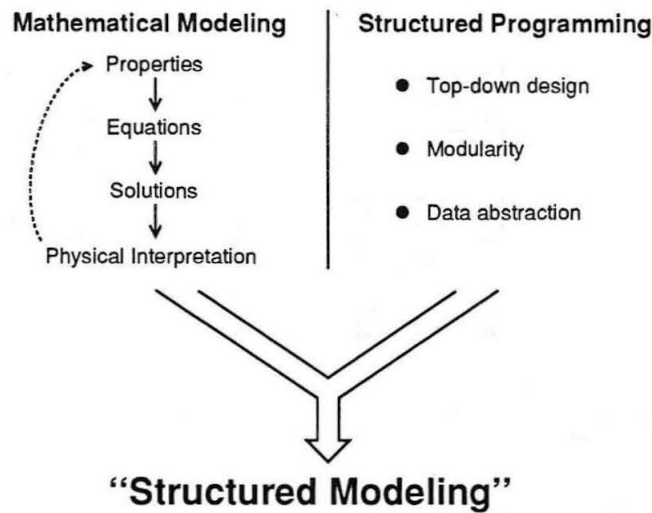 Mathematical Modeling
Properties
Equations
Solutions
Physical Interpretation
Structured Programming
● Top-down design
● Modularity
● Data abstraction
“Structured Modeling”